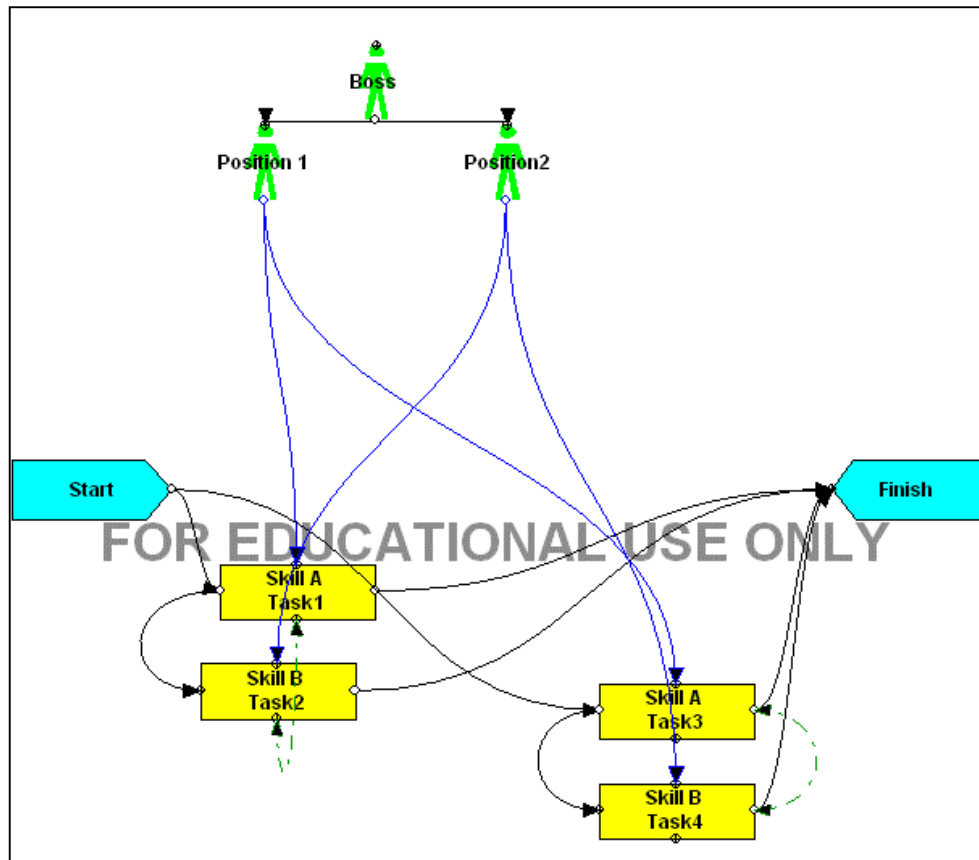 Boss
Position 1
Position2
Start
Finish
FOR EDUCATIONAL USE ONLY
Skill A
Task1
Skill B
Task2
Skill A
Task3
Skill B
Task4